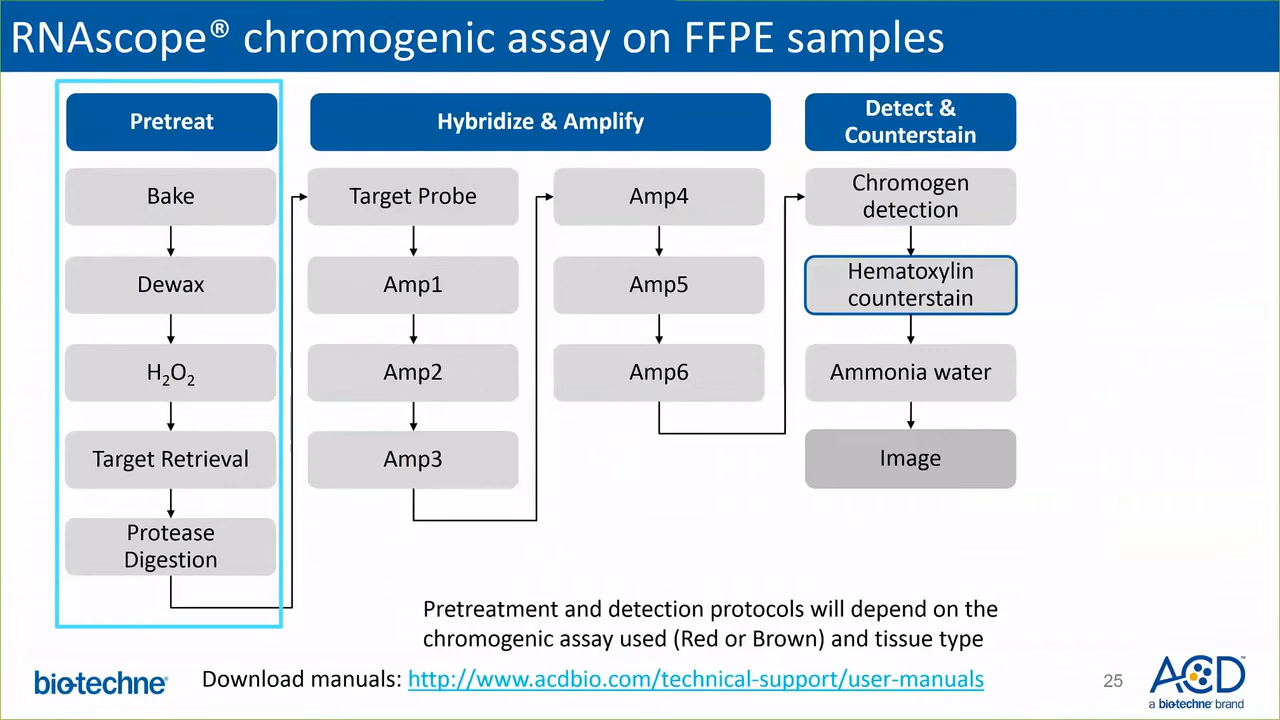 RNAscope® chromogenic assay on FFPE samples
Pretreat
Bake
Dewax
H₂O₂
Target Retrieval
Protease
Digestion
Hybridize & Amplify
Target Probe
Amp1
Amp2
Amp3
Amp4
Amp5
Amp6
Detect &
Counterstain
Chromogen
detection
Hematoxylin
counterstain
Ammonia water
Image
Pretreatment and detection protocols will depend on the
chromogenic assay used (Red or Brown) and tissue type
bio-techne®
Download manuals: http://www.acdbio.com/technical-support/user-manuals
25
ACD™
a bio-techne brand